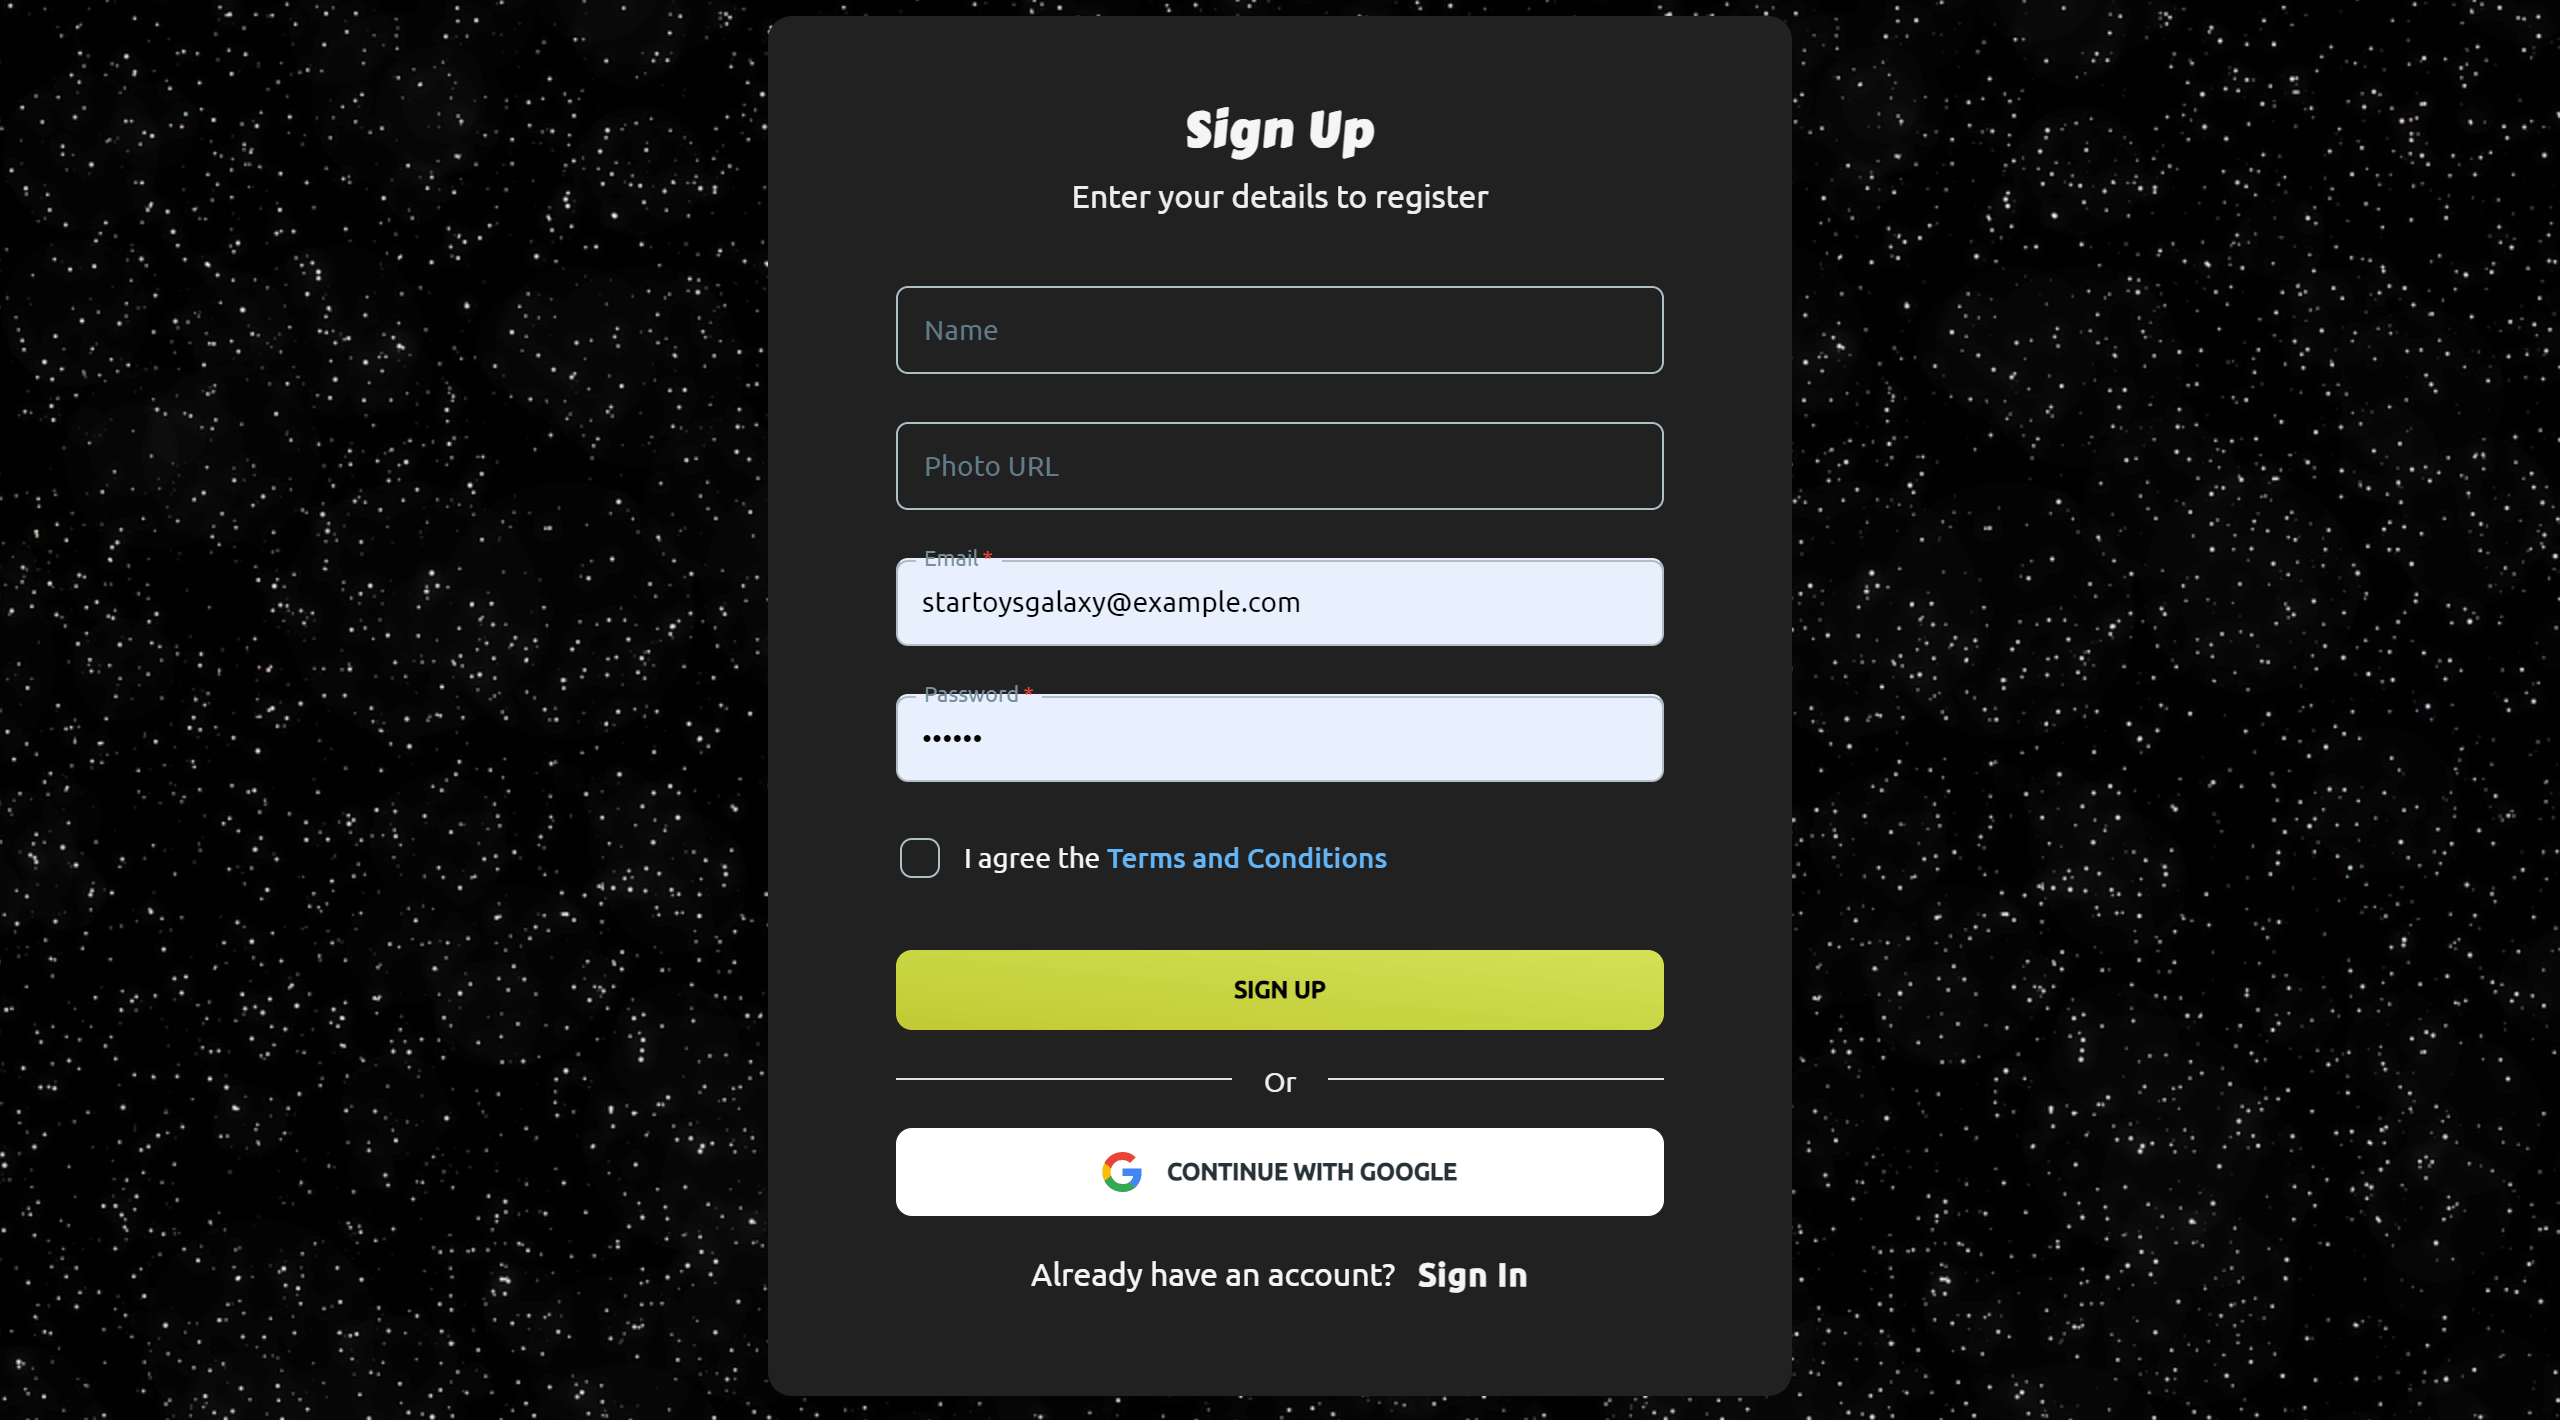 Sign Up
Enter your details to register
Name
Photo URL
Email *
startoysgalaxy@example.com
Password *
••••••
I agree the Terms and Conditions
SIGN UP
Or
CONTINUE WITH GOOGLE
Already have an account? Sign In